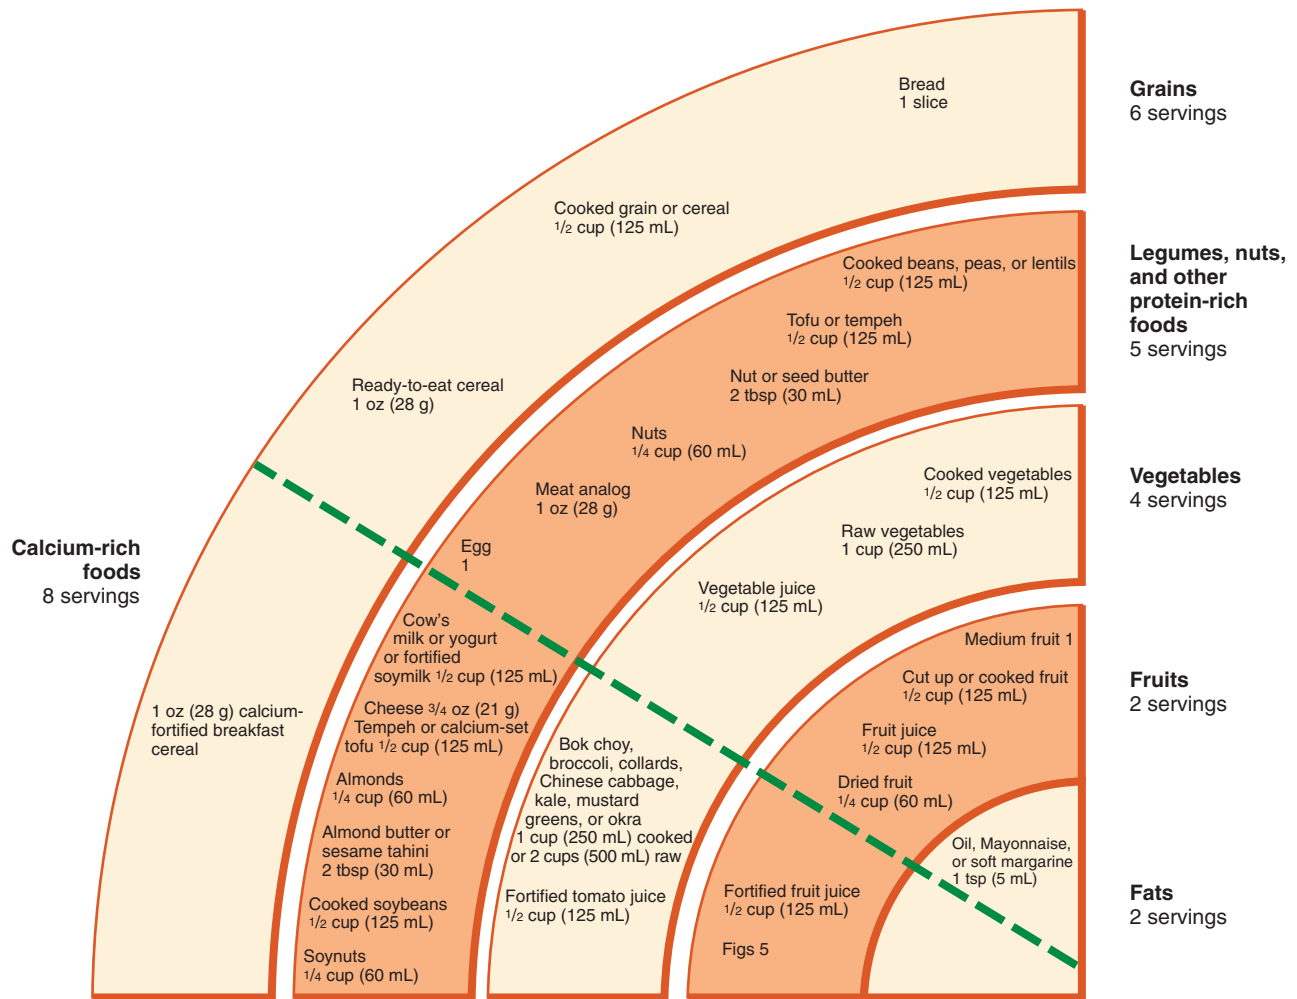 Bread
1 slice
Grains
6 servings
Cooked grain or cereal
1/2 cup (125 mL)
Ready-to-eat cereal
1 oz (28 g)
Legumes, nuts,
and other
protein-rich
foods
5 servings
Cooked beans, peas, or lentils
1/2 cup (125 mL)
Tofu or tempeh
1/2 cup (125 mL)
Nut or seed butter
2 tbsp (30 mL)
Nuts
1/4 cup (60 mL)
Meat analog
1 oz (28 g)
Egg
1
Vegetables
4 servings
Cooked vegetables
1/2 cup (125 mL)
Raw vegetables
1 cup (250 mL)
Vegetable juice
1/2 cup (125 mL)
Fruits
2 servings
Medium fruit 1
Cut up or cooked fruit
1/2 cup (125 mL)
Fruit juice
1/2 cup (125 mL)
Dried fruit
1/4 cup (60 mL)
Fats
2 servings
Oil, Mayonnaise,
or soft margarine
1 tsp (5 mL)
Calcium-rich
foods
8 servings
1 oz (28 g) calcium-
fortified breakfast
cereal
Cow's
milk or yogurt
or fortified
soymilk 1/2 cup (125 mL)
Cheese 3/4 oz (21 g)
Tempeh or calcium-set
tofu 1/2 cup (125 mL)
Almonds
1/4 cup (60 mL)
Almond butter or
sesame tahini
2 tbsp (30 mL)
Cooked soybeans
1/2 cup (125 mL)
Soynuts
1/4 cup (60 mL)
Bok choy,
broccoli, collards,
Chinese cabbage,
kale, mustard
greens, or okra
1 cup (250 mL) cooked
or 2 cups (500 mL) raw
Fortified tomato juice
1/2 cup (125 mL)
Fortified fruit juice
1/2 cup (125 mL)
Figs 5